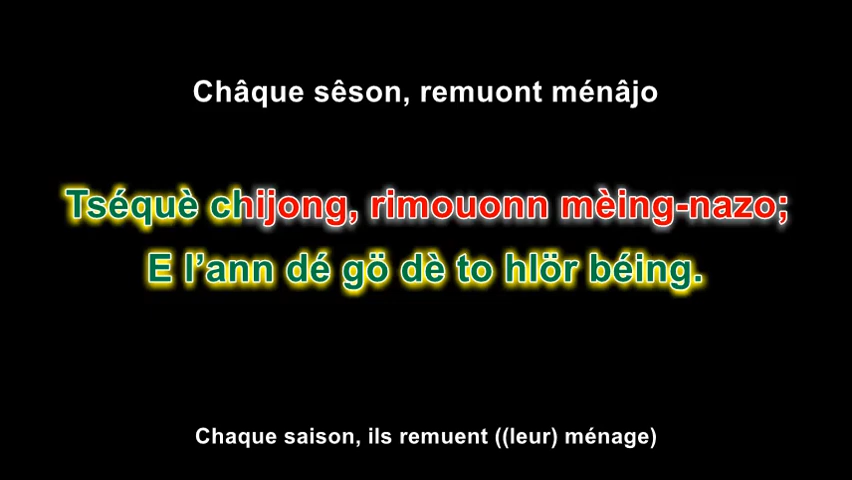 Châque sêson, remuont ménâjo
Tséquè chijong, rimouonn mèing-nazo;
E l’ann dé gö dè to hlör béing.
Chaque saison, ils remuent ((leur) ménage)